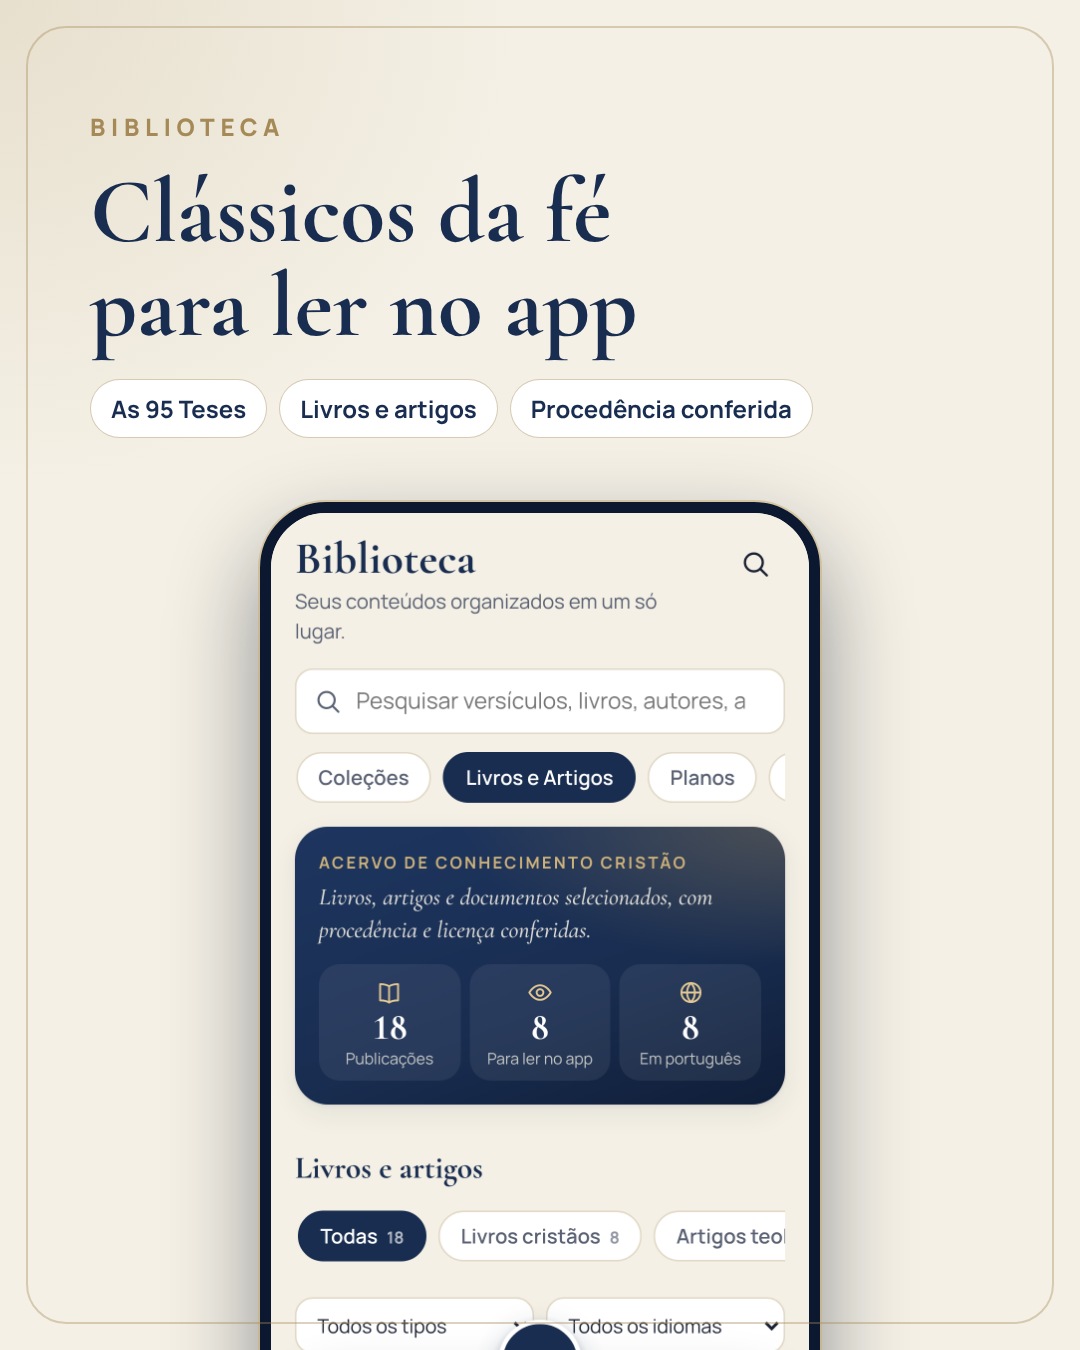 BIBLIOTECA
Clássicos da fé
para ler no app
As 95 Teses
Livros e artigos
Procedência conferida
Biblioteca
Seus conteúdos organizados em um só
lugar.
Pesquisar versículos, livros, autores, a
Coleções
Livros e Artigos
Planos
ACERVO DE CONHECIMENTO CRISTÃO
Livros, artigos e documentos selecionados, com
procedência e licença conferidas.
18
Publicações
8
Para ler no app
8
Em português
Livros e artigos
Todas 18
Livros cristãos 8
Artigos teol
Todos os tipos
Todos os idiomas